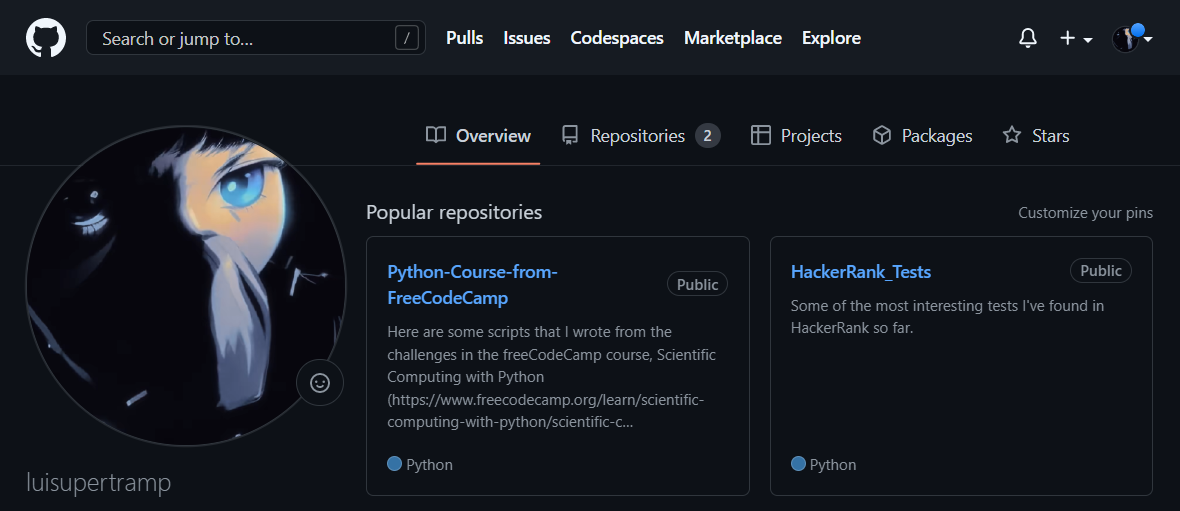 Search or jump to... / Pulls Issues Codespaces Marketplace Explore
Overview Repositories 2 Projects Packages Stars
Popular repositories Customize your pins
Python-Course-from-
FreeCodeCamp
Public
Here are some scripts that I wrote from the
challenges in the freeCodeCamp course, Scientific
Computing with Python
(https://www.freecodecamp.org/learn/scientific-
computing-with-python/scientific-c...
Python
HackerRank_Tests
Public
Some of the most interesting tests I've found in
HackerRank so far.
Python
luisupertramp